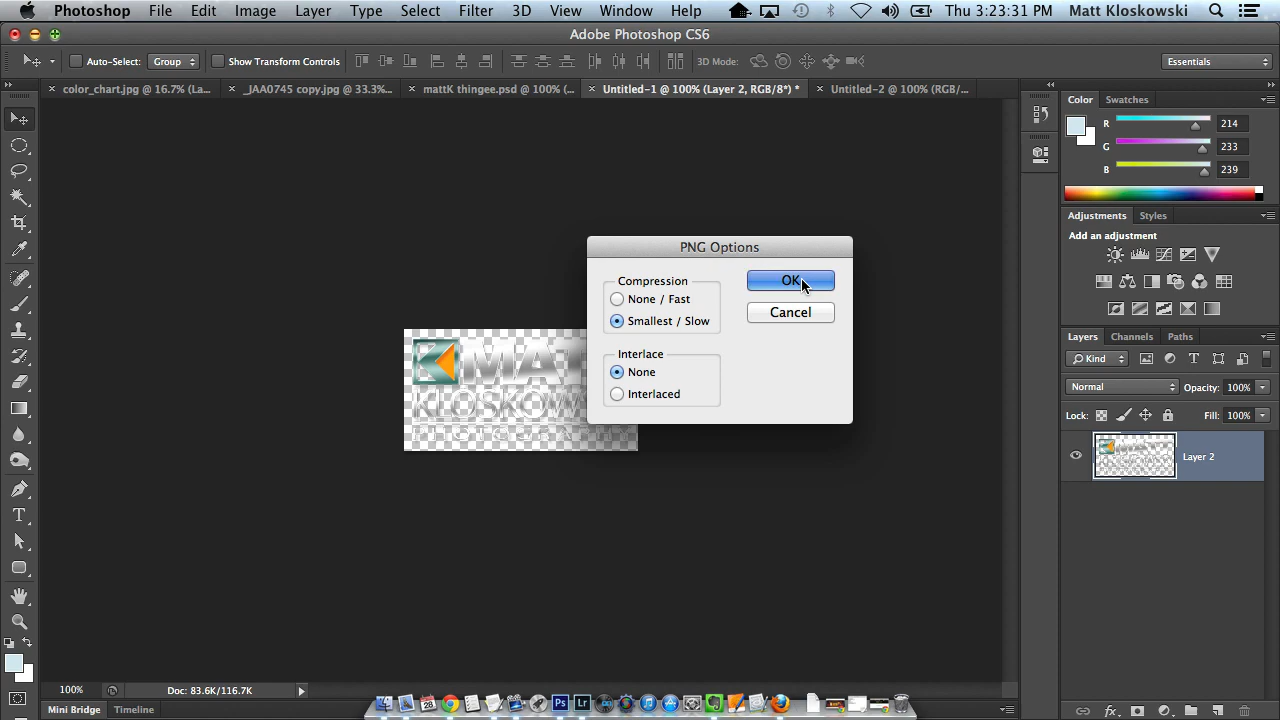 Photoshop File Edit Image Layer Type Select Filter 3D View Window Help Thu 3:23:31 PM Matt Kloskowski
Adobe Photoshop CS6
Auto-Select: Group Show Transform Controls 3D Mode: Essentials
color_chart.jpg @ 16.7% (La... _JAA0745 copy.jpg @ 33.3%... mattK thingee.psd @ 100% (... Untitled-1 @ 100% (Layer 2, RGB/8*) * Untitled-2 @ 100% (RGB/...
Color Swatches
R 214
G 233
B 239
Adjustments Styles
Add an adjustment
PNG Options
Compression
None / Fast
Smallest / Slow
OK
Cancel
Interlace
None
Interlaced
MAT
KLOSKOW
Layers Channels Paths
Kind
Normal Opacity: 100%
Lock: Fill: 100%
Layer 2
100% Doc: 83.6K/116.7K
Mini Bridge Timeline